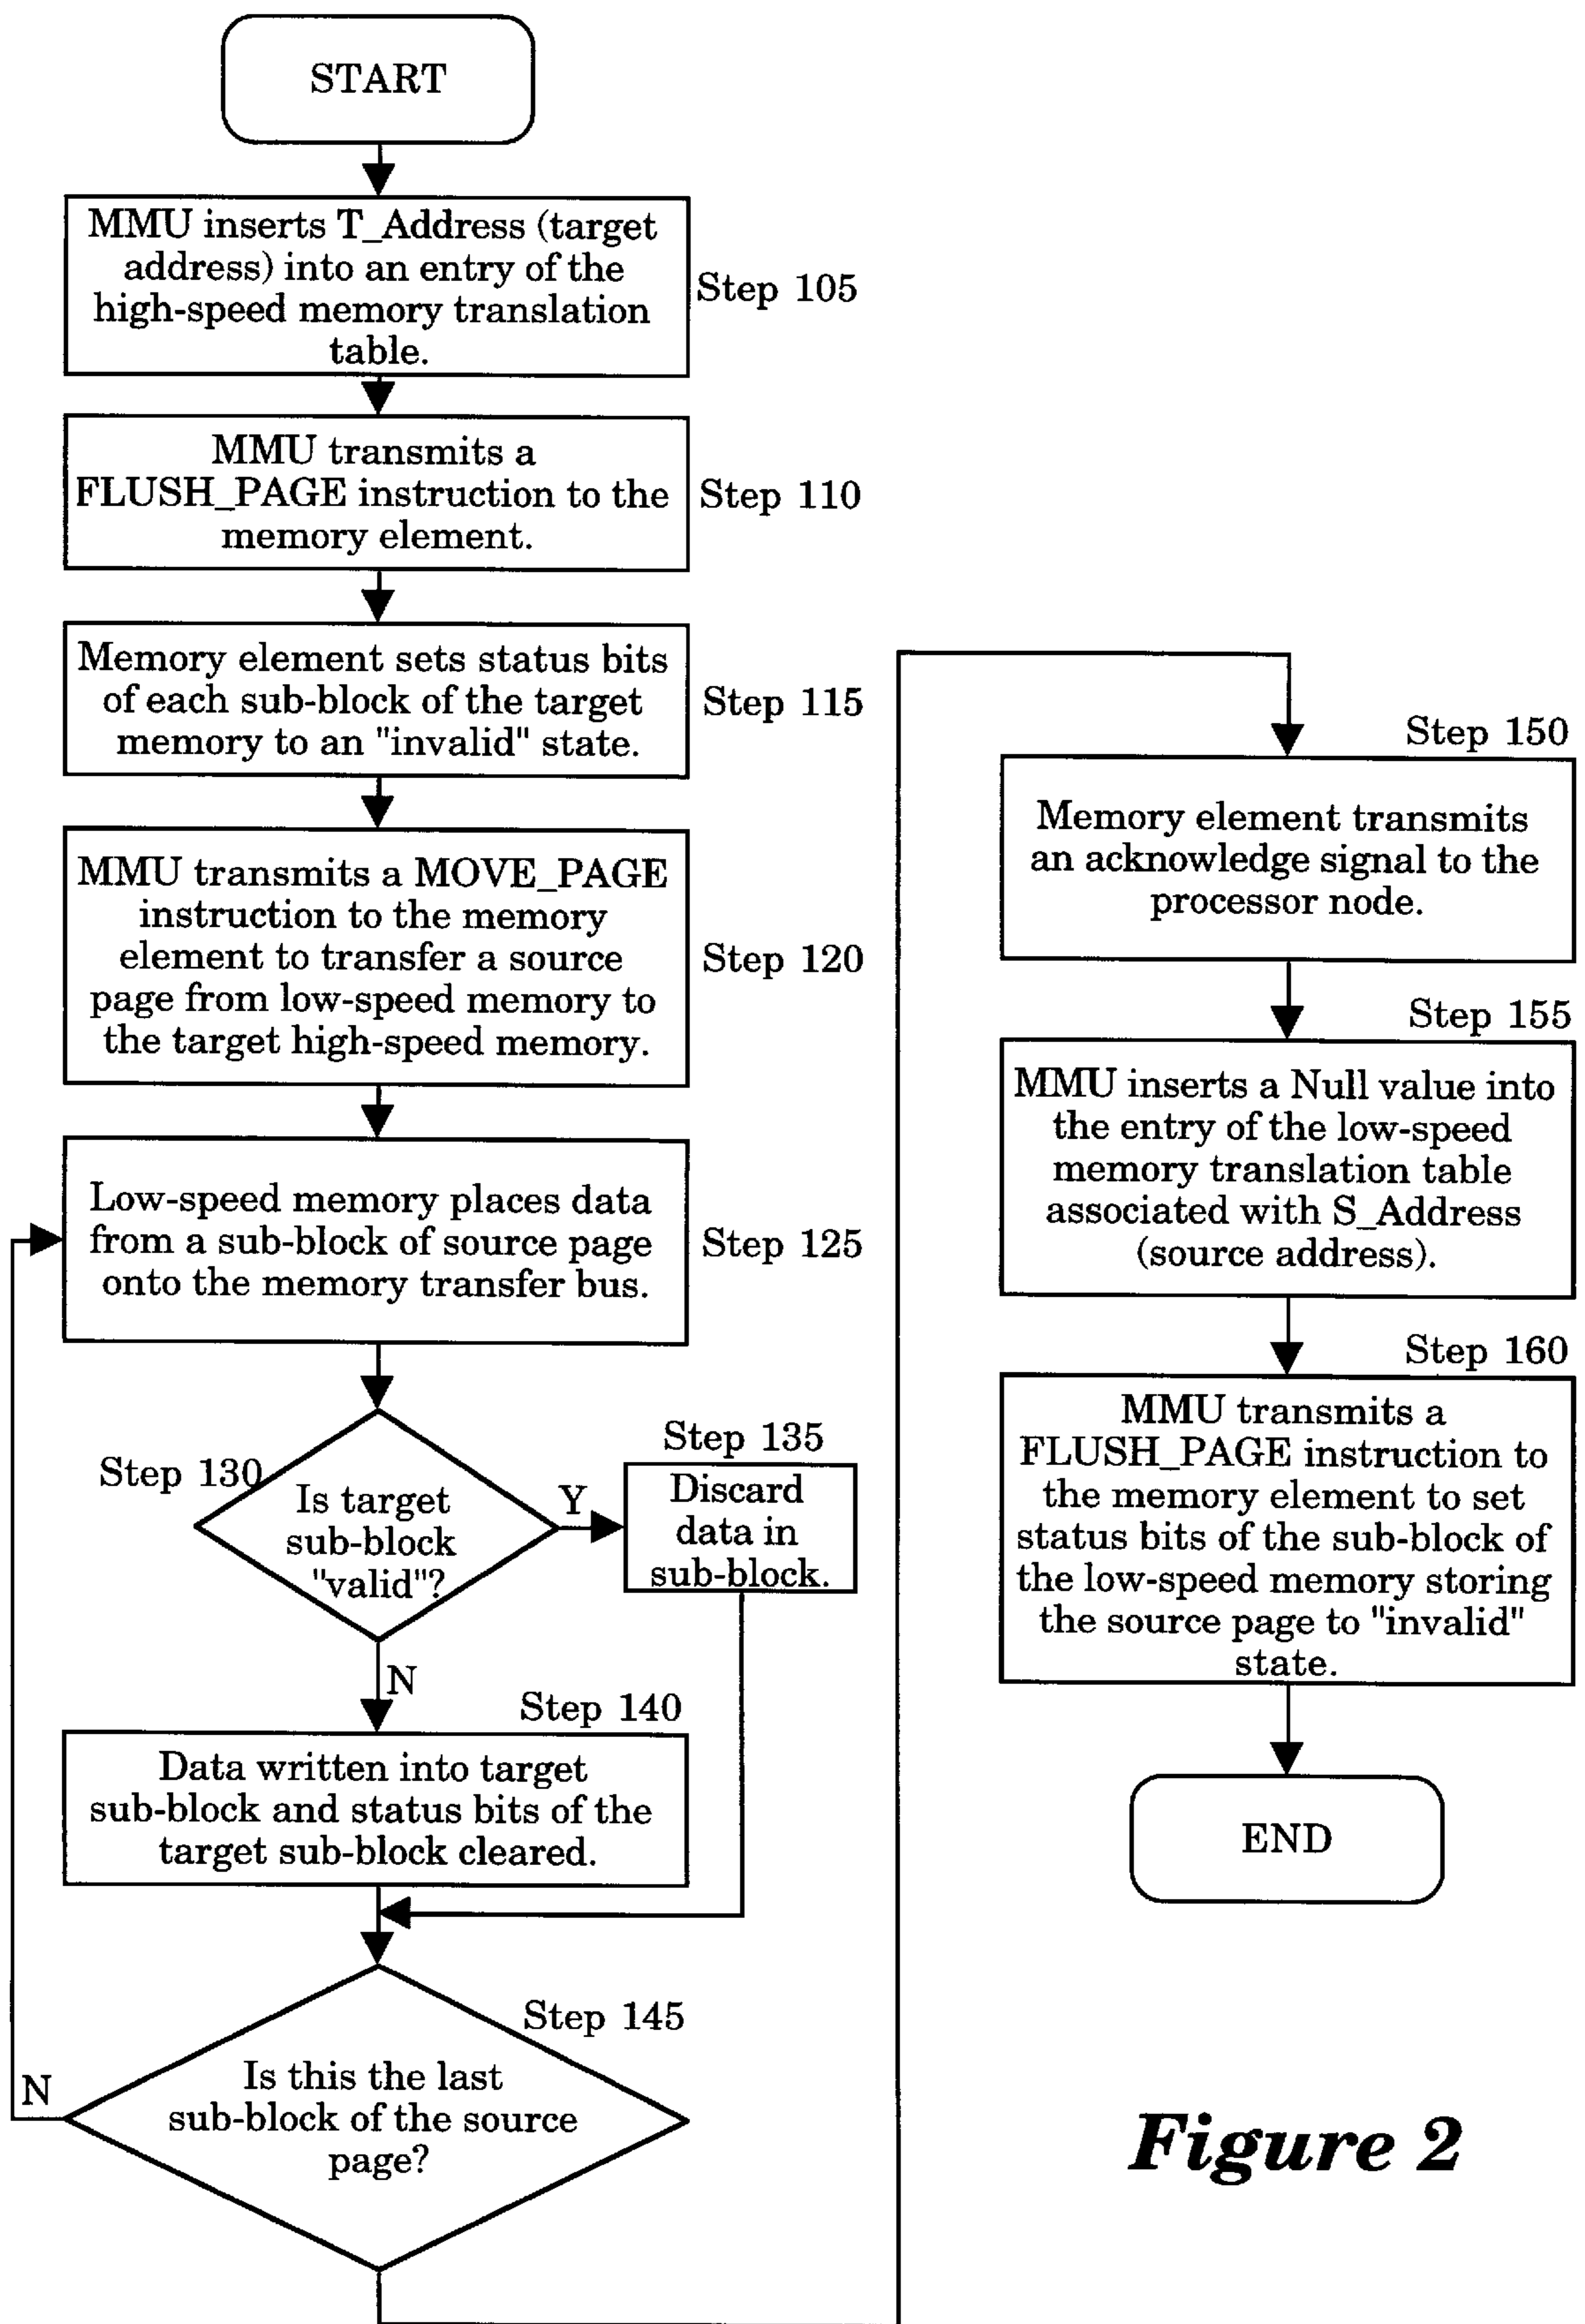 START
MMU inserts T_Address (target
address) into an entry of the
high-speed memory translation
table.
Step 105
MMU transmits a
FLUSH_PAGE instruction to the
memory element.
Step 110
Memory element sets status bits
of each sub-block of the target
memory to an "invalid" state.
Step 115
MMU transmits a MOVE_PAGE
instruction to the memory
element to transfer a source
page from low-speed memory to
the target high-speed memory.
Step 120
Low-speed memory places data
from a sub-block of source page
onto the memory transfer bus.
Step 125
Step 130
Is target
sub-block
"valid"?
Y
Step 135
Discard
data in
sub-block.
N
Step 140
Data written into target
sub-block and status bits of the
target sub-block cleared.
Step 145
Is this the last
sub-block of the source
page?
N
Step 150
Memory element transmits
an acknowledge signal to the
processor node.
Step 155
MMU inserts a Null value into
the entry of the low-speed
memory translation table
associated with S_Address
(source address).
Step 160
MMU transmits a
FLUSH_PAGE instruction to
the memory element to set
status bits of the sub-block of
the low-speed memory storing
the source page to "invalid"
state.
END
Figure 2